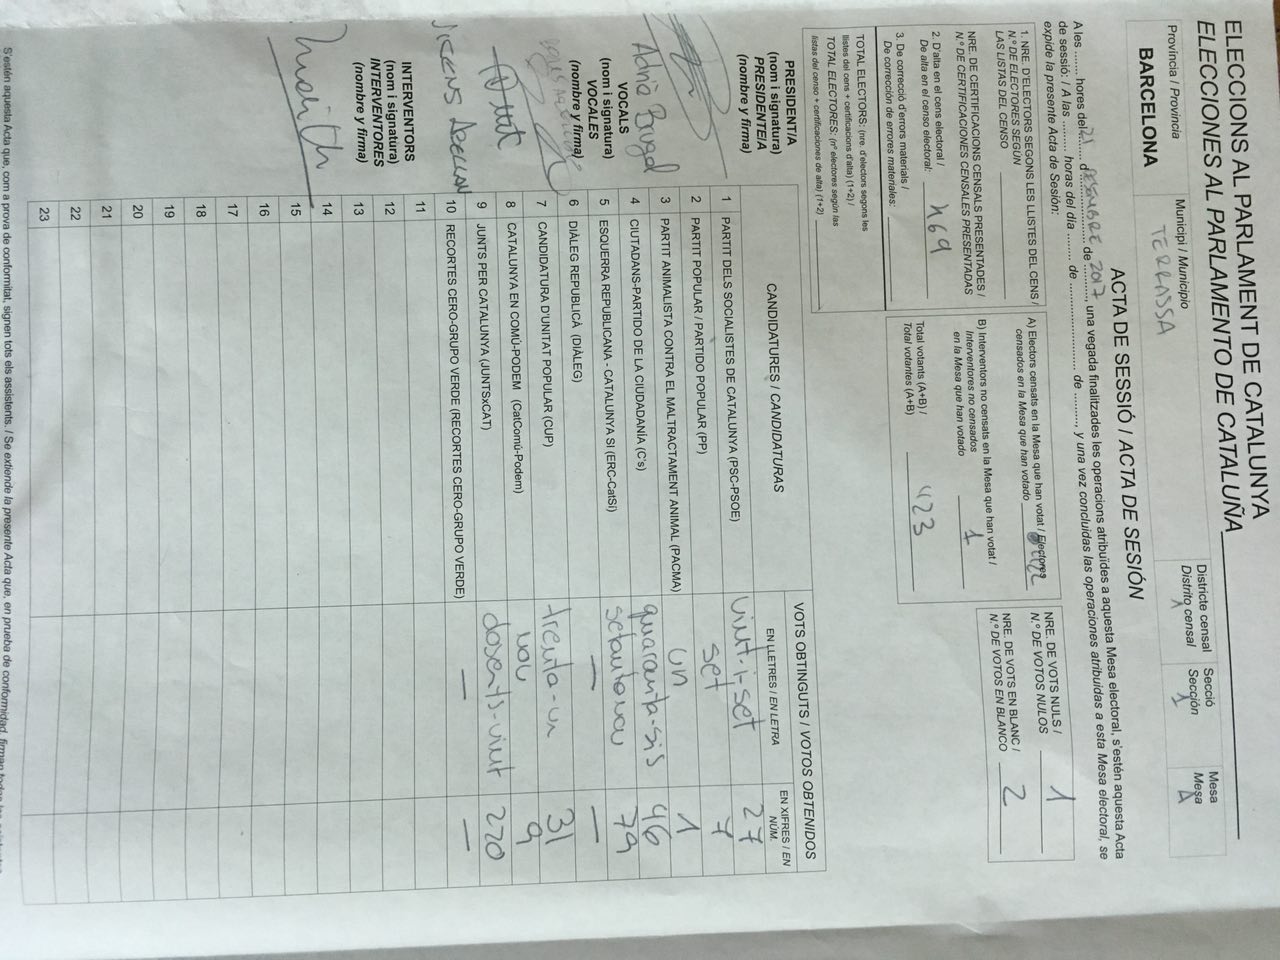 ELECCIONS AL PARLAMENT DE CATALUNYA
ELECCIONES AL PARLAMENTO DE CATALUÑA
Província / Provincia
BARCELONA
Municipi / Municipio
TERRASSA
Districte censal
Distrito censal
1
Secció
Sección
1
Mesa
Mesa
A
ACTA DE SESSIÓ / ACTA DE SESIÓN
A les ........ hores del 21 d DESEMBRE de 2017, una vegada finalitzades les operacions atribuïdes a aquesta Mesa electoral, s'estén aquesta Acta
de sessió: / A las ........ horas del día ........ de .................... de ........, y una vez concluidas las operaciones atribuidas a esta Mesa electoral, se
expide la presente Acta de Sesión:
1. NRE. D'ELECTORS SEGONS LES LLISTES DEL CENS /
N.º DE ELECTORES SEGÚN
LAS LISTAS DEL CENSO
NRE. DE CERTIFICACIONS CENSALS PRESENTADES /
N.º DE CERTIFICACIONES CENSALES PRESENTADAS
2. D'alta en el cens electoral /
De alta en el censo electoral:
469
3. De correcció d'errors materials /
De corrección de errores materiales:
TOTAL ELECTORS: (nre. d'electors segons les
llistes del cens + certificacions d'alta) (1+2) /
TOTAL ELECTORES: (nº electores según las
listas del censo + certificaciones de alta) (1+2)
A) Electors censats en la Mesa que han votat / Electores
censados en la Mesa que han votado
422
B) Interventors no censats en la Mesa que han votat /
Interventores no censados
en la Mesa que han votado
1
Total votants (A+B) /
Total votantes (A+B)
423
NRE. DE VOTS NULS /
N.º DE VOTOS NULOS
1
NRE. DE VOTS EN BLANC /
N.º DE VOTOS EN BLANCO
2
PRESIDENT/A
(nom i signatura)
PRESIDENTE/A
(nombre y firma)
Adrià Brugal
VOCALS
(nom i signatura)
VOCALES
(nombre y firma)
INTERVENTORS
(nom i signatura)
INTERVENTORES
(nombre y firma)
CANDIDATURES / CANDIDATURAS
VOTS OBTINGUTS / VOTOS OBTENIDOS
EN LLETRES / EN LETRA
EN XIFRES / EN NÚM.
1 PARTIT DELS SOCIALISTES DE CATALUNYA (PSC-PSOE) vint-i-set 27
2 PARTIT POPULAR / PARTIDO POPULAR (PP) set 7
3 PARTIT ANIMALISTA CONTRA EL MALTRACTAMENT ANIMAL (PACMA) un 1
4 CIUTADANS-PARTIDO DE LA CIUDADANÍA (C's) quaranta-sis 46
5 ESQUERRA REPUBLICANA - CATALUNYA SÍ (ERC-CatSí) setanta nou 79
6 DIÀLEG REPUBLICÀ (DIÀLEG) — —
7 CANDIDATURA D'UNITAT POPULAR (CUP) trenta-un 31
8 CATALUNYA EN COMÚ-PODEM (CatComú-Podem) nou 9
9 JUNTS PER CATALUNYA (JUNTSxCAT) dosents-vint 220
10 RECORTES CERO-GRUPO VERDE (RECORTES CERO-GRUPO VERDE) — —
11
12
13
14
15
16
17
18
19
20
21
22
23
S'estén aquesta Acta que, com a prova de conformitat, signen tots els assistents. / Se extiende la presente Acta que, en prueba de conformidad, firman todos los